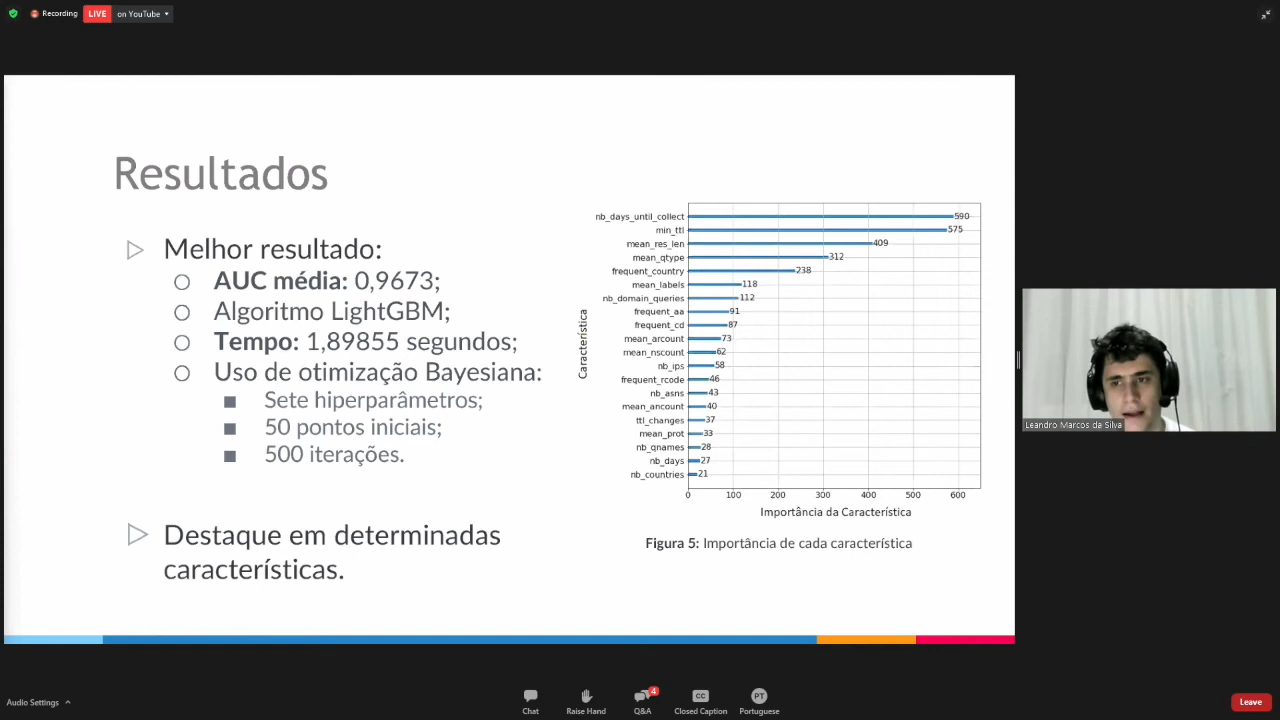 Recording
LIVE on YouTube
Resultados
Melhor resultado:
AUC média: 0,9673;
Algoritmo LightGBM;
Tempo: 1,89855 segundos;
Uso de otimização Bayesiana:
Sete hiperparâmetros;
50 pontos iniciais;
500 iterações.
Destaque em determinadas
características.
Característica
nb_days_until_collect 590
min_ttl 575
mean_res_len 409
mean_qtype 312
frequent_country 238
mean_labels 118
nb_domain_queries 112
frequent_aa 91
frequent_cd 87
mean_arcount 73
mean_nscount 62
nb_ips 58
frequent_rcode 46
nb_asns 43
mean_ancount 40
ttl_changes 37
mean_prot 33
nb_qnames 28
nb_days 27
nb_countries 21
0 100 200 300 400 500 600
Importância da Característica
Figura 5: Importância de cada característica
Leandro Marcos da Silva
Audio Settings
Chat
Raise Hand
4
Q&A
CC
Closed Caption
PT
Portuguese
Leave